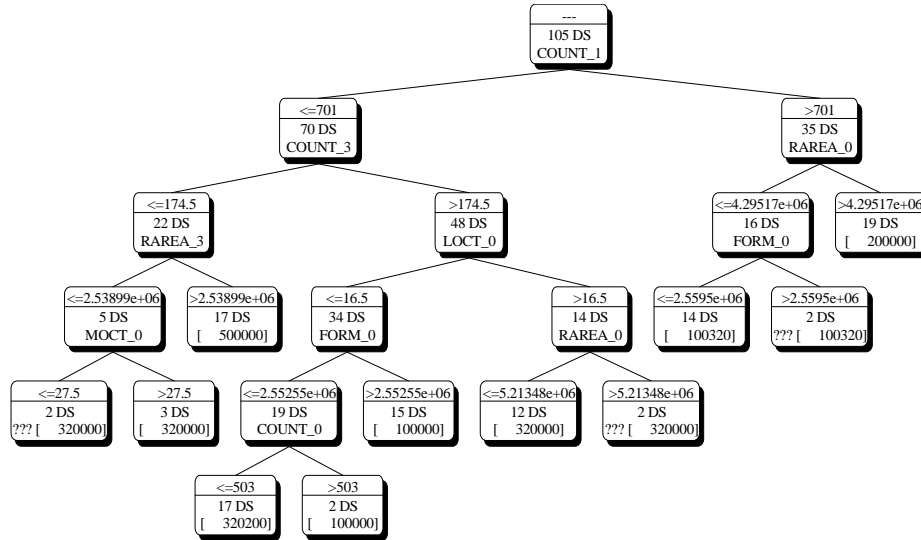 ---
105 DS
COUNT_1
<=701
70 DS
COUNT_3
>701
35 DS
RAREA_0
<=174.5
22 DS
RAREA_3
>174.5
48 DS
LOCT_0
<=4.29517e+06
16 DS
FORM_0
>4.29517e+06
19 DS
[ 200000]
<=2.53899e+06
5 DS
MOCT_0
>2.53899e+06
17 DS
[ 500000]
<=16.5
34 DS
FORM_0
>16.5
14 DS
RAREA_0
<=2.5595e+06
14 DS
[ 100320]
>2.5595e+06
2 DS
??? [ 100320]
<=27.5
2 DS
??? [ 320000]
>27.5
3 DS
[ 320000]
<=2.55255e+06
19 DS
COUNT_0
>2.55255e+06
15 DS
[ 100000]
<=5.21348e+06
12 DS
[ 320000]
>5.21348e+06
2 DS
??? [ 320000]
<=503
17 DS
[ 320200]
>503
2 DS
[ 100000]